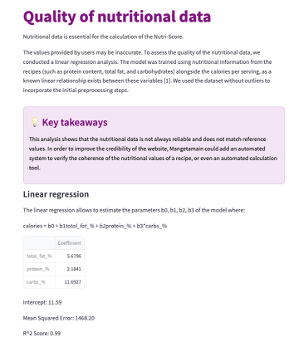 Quality of nutritional data
Nutritional data is essential for the calculation of the Nutri-Score.
The values provided by users may be inaccurate. To assess the quality of the nutritional data, we
conducted a linear regression analysis. The model was trained using nutritional information from the
recipes (such as protein content, total fat, and carbohydrates) alongside the calories per serving, as a
known linear relationship exists between these variables [1]. We used the dataset without outliers to
incorporate the initial preprocessing steps.
💡 Key takeaways
This analysis shows that the nutritional data is not always reliable and does not match reference
values. In order to improve the credibility of the website, Mangetamain could add an automated
system to verify the coherence of the nutritional values of a recipe, or even an automated calculation
tool.
Linear regression
The linear regression allows to estimate the parameters b0, b1, b2, b3 of the model where:
calories = b0 + b1*total_fat_% + b2*protein_% + b3*carbs_%
Coefficient
total_fat_% 5.6796
protein_% 2.1841
carbs_% 11.0927
Intercept: 11.59
Mean Squared Error: 1468.20
R^2 Score: 0.99